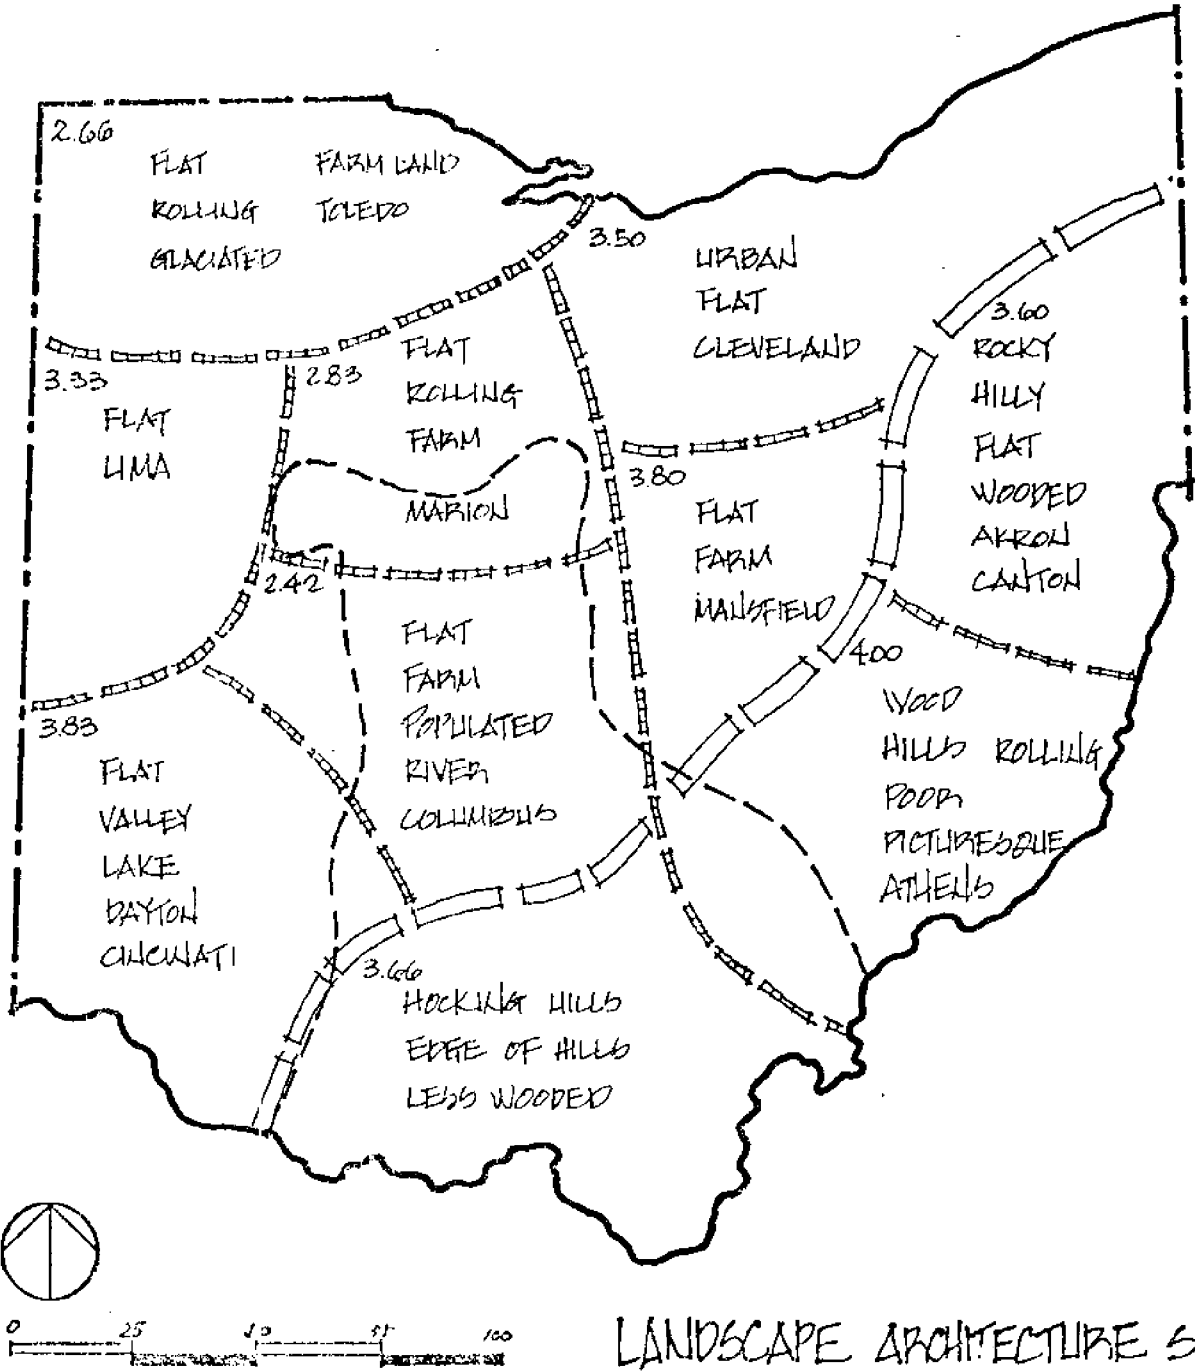 2.66
FLAT
ROLLING
GLACIATED
FARM LAND
TOLEDO
3.50
URBAN
FLAT
CLEVELAND
3.60
ROCKY
HILLY
FLAT
WOODED
AKRON
CANTON
3.33
FLAT
LIMA
2.83
FLAT
ROLLING
FARM
MARION
3.80
FLAT
FARM
MANSFIELD
2.42
FLAT
FARM
POPULATED
RIVER
COLUMBUS
4.00
WOOD
HILLS ROLLING
POOR
PICTURESQUE
ATHENS
3.83
FLAT
VALLEY
LAKE
DAYTON
CINCINATI
3.66
HOCKING HILLS
EDGE OF HILLS
LESS WOODED
0 25 100
LANDSCAPE ARCHITECTURE S